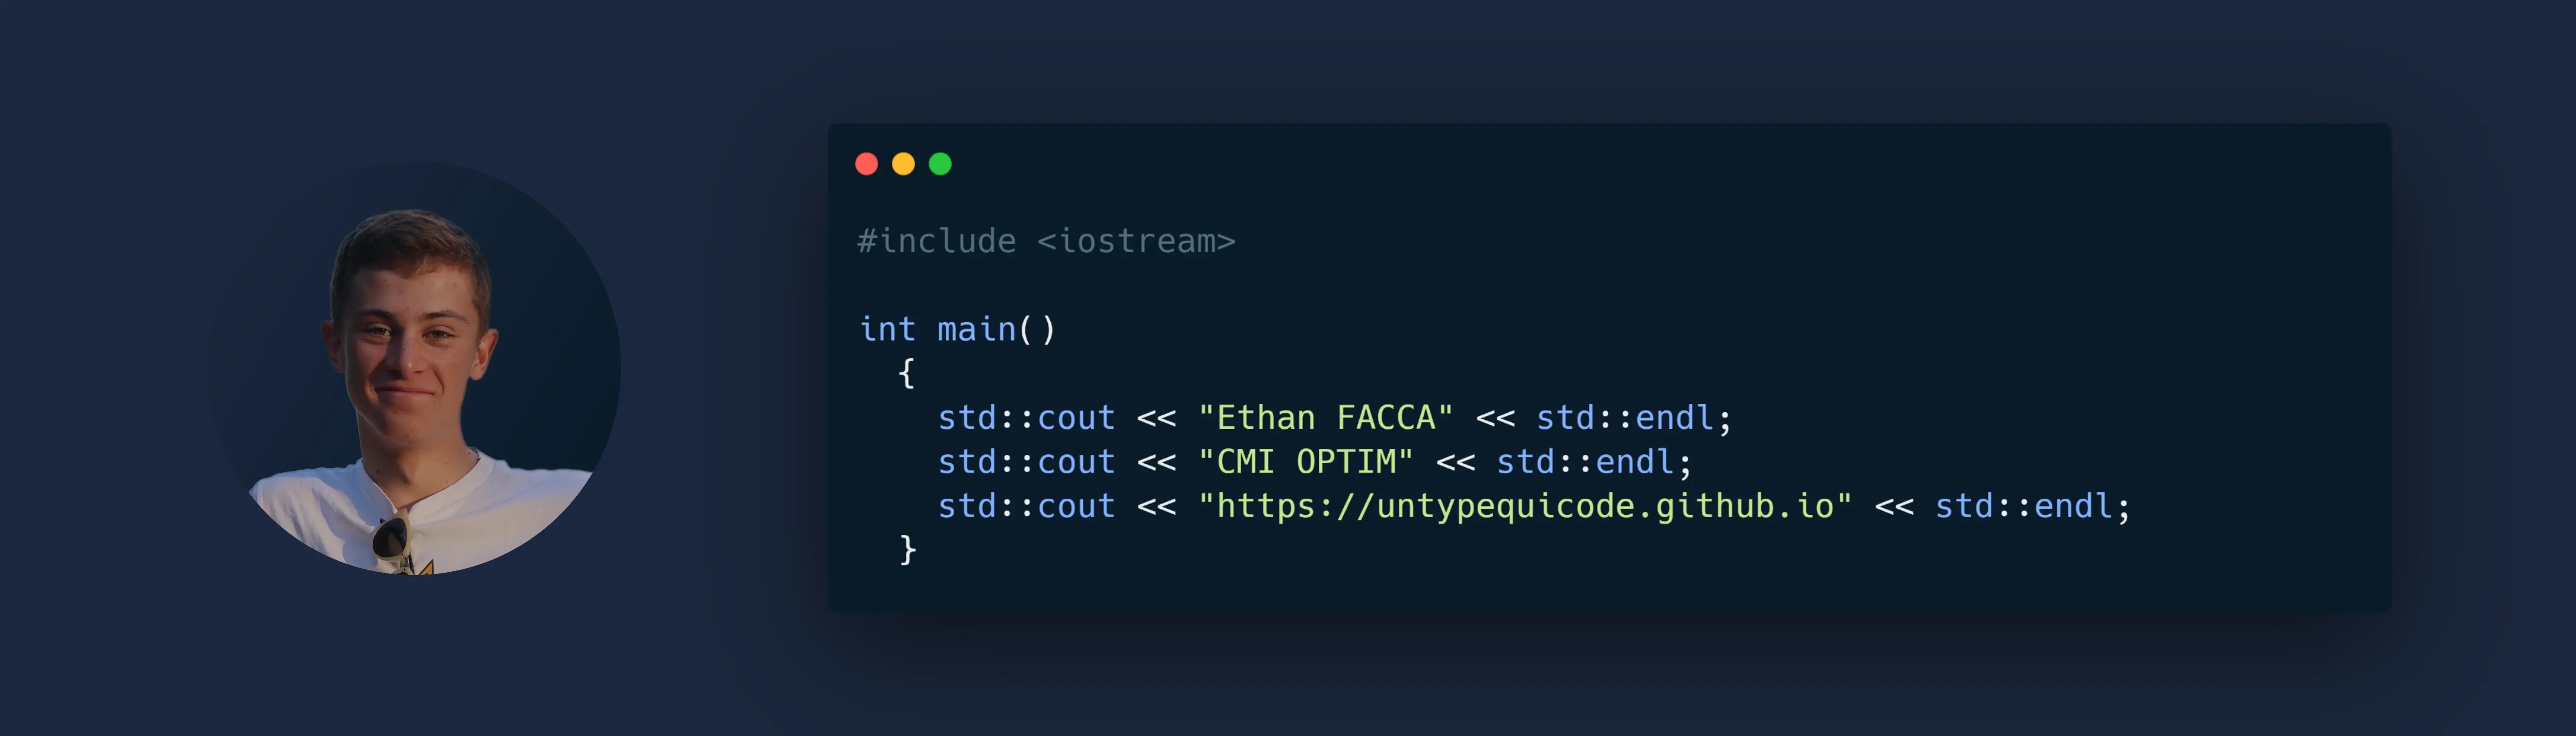 #include <iostream>
int main()
{
std::cout << "Ethan FACCA" << std::endl;
std::cout << "CMI OPTIM" << std::endl;
std::cout << "https://untypequicode.github.io" << std::endl;
}